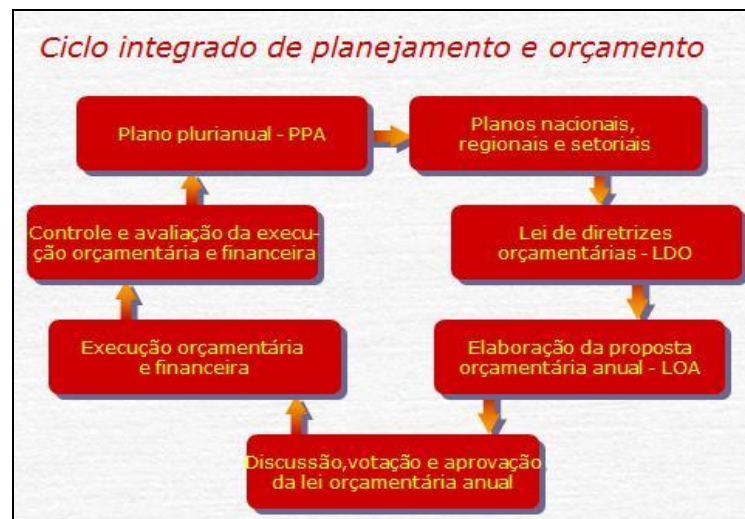 Ciclo integrado de planejamento e orçamento
Plano plurianual - PPA
Planos nacionais,
regionais e setoriais
Lei de diretrizes
orçamentárias - LDO
Elaboração da proposta
orçamentária anual - LOA
Discussão,votação e aprovação
da lei orçamentária anual
Execução orçamentária
e financeira
Controle e avaliação da execu-
ção orçamentária e financeira